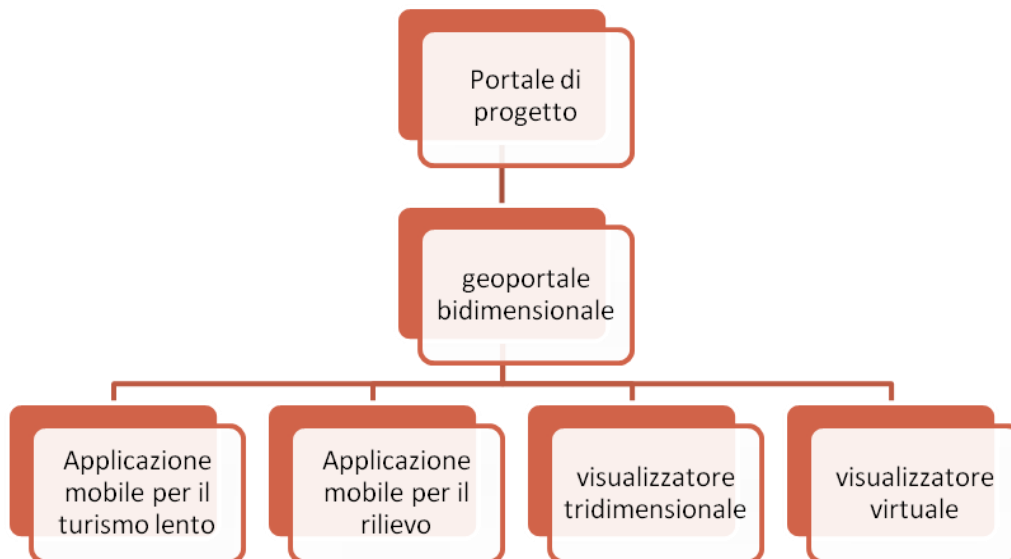 Portale di
progetto
geoportale
bidimensionale
Applicazione
mobile per il
turismo lento
Applicazione
mobile per il
rilievo
visualizzatore
tridimensionale
visualizzatore
virtuale